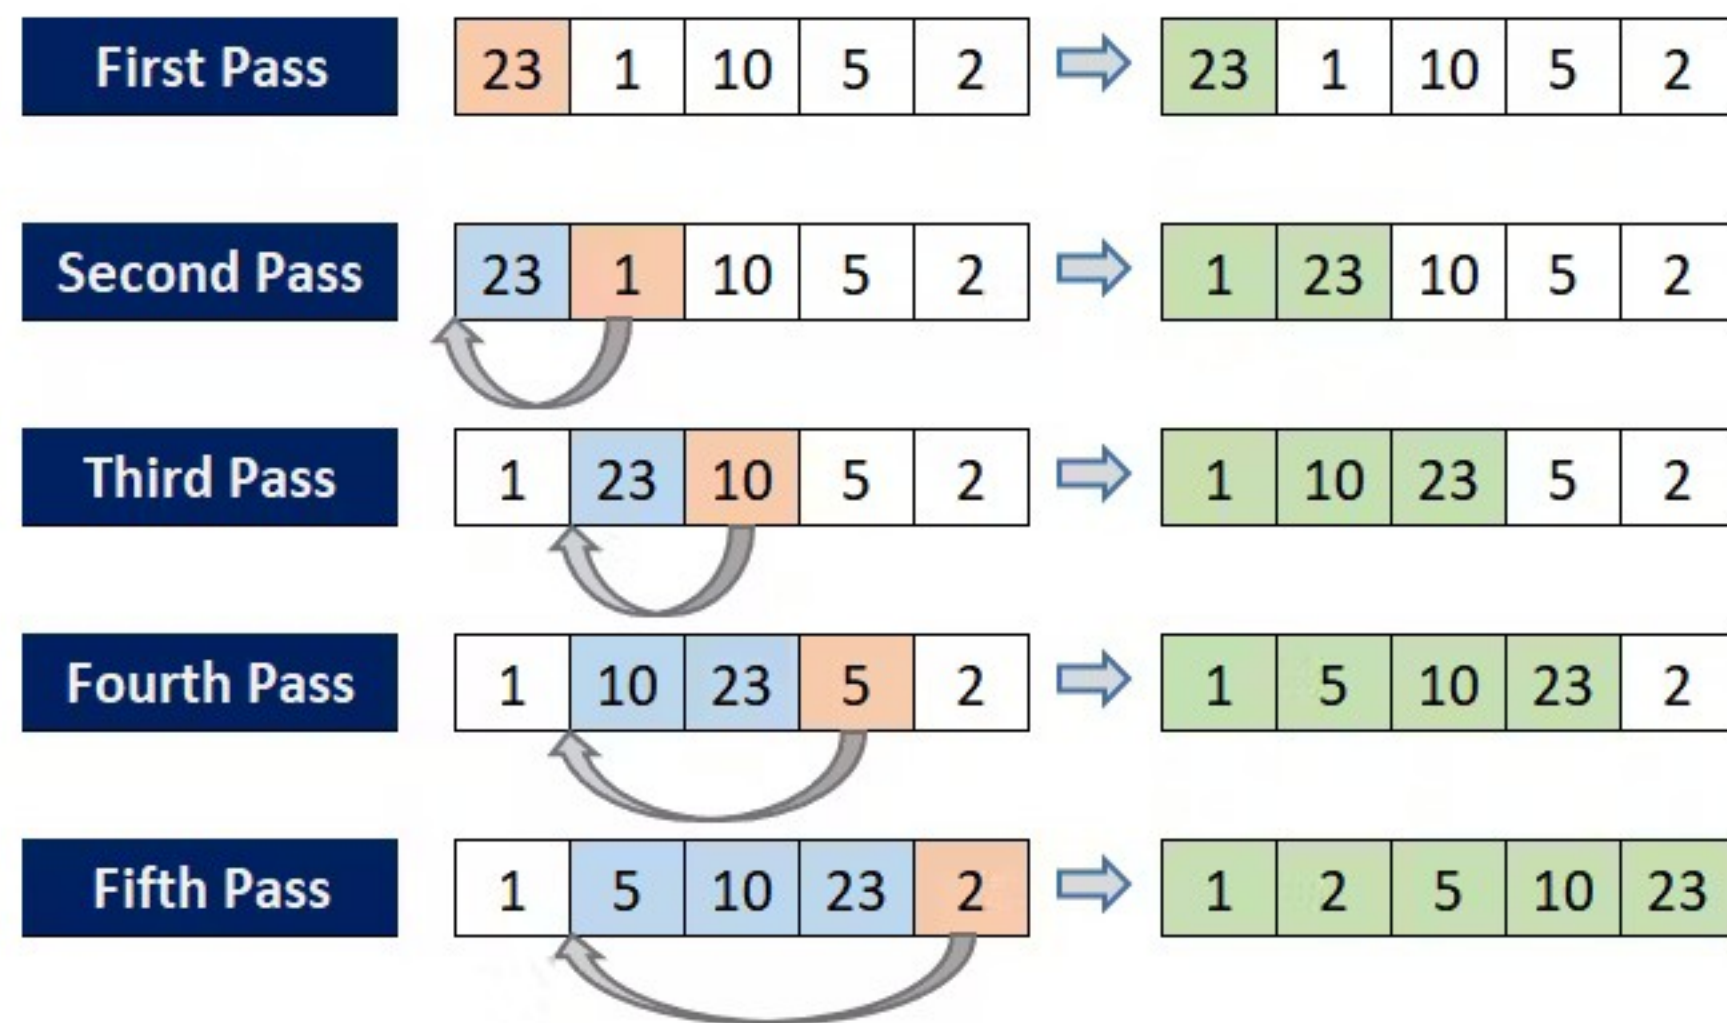 First Pass 23 1 10 5 2 23 1 10 5 2
Second Pass 23 1 10 5 2 1 23 10 5 2
Third Pass 1 23 10 5 2 1 10 23 5 2
Fourth Pass 1 10 23 5 2 1 5 10 23 2
Fifth Pass 1 5 10 23 2 1 2 5 10 23